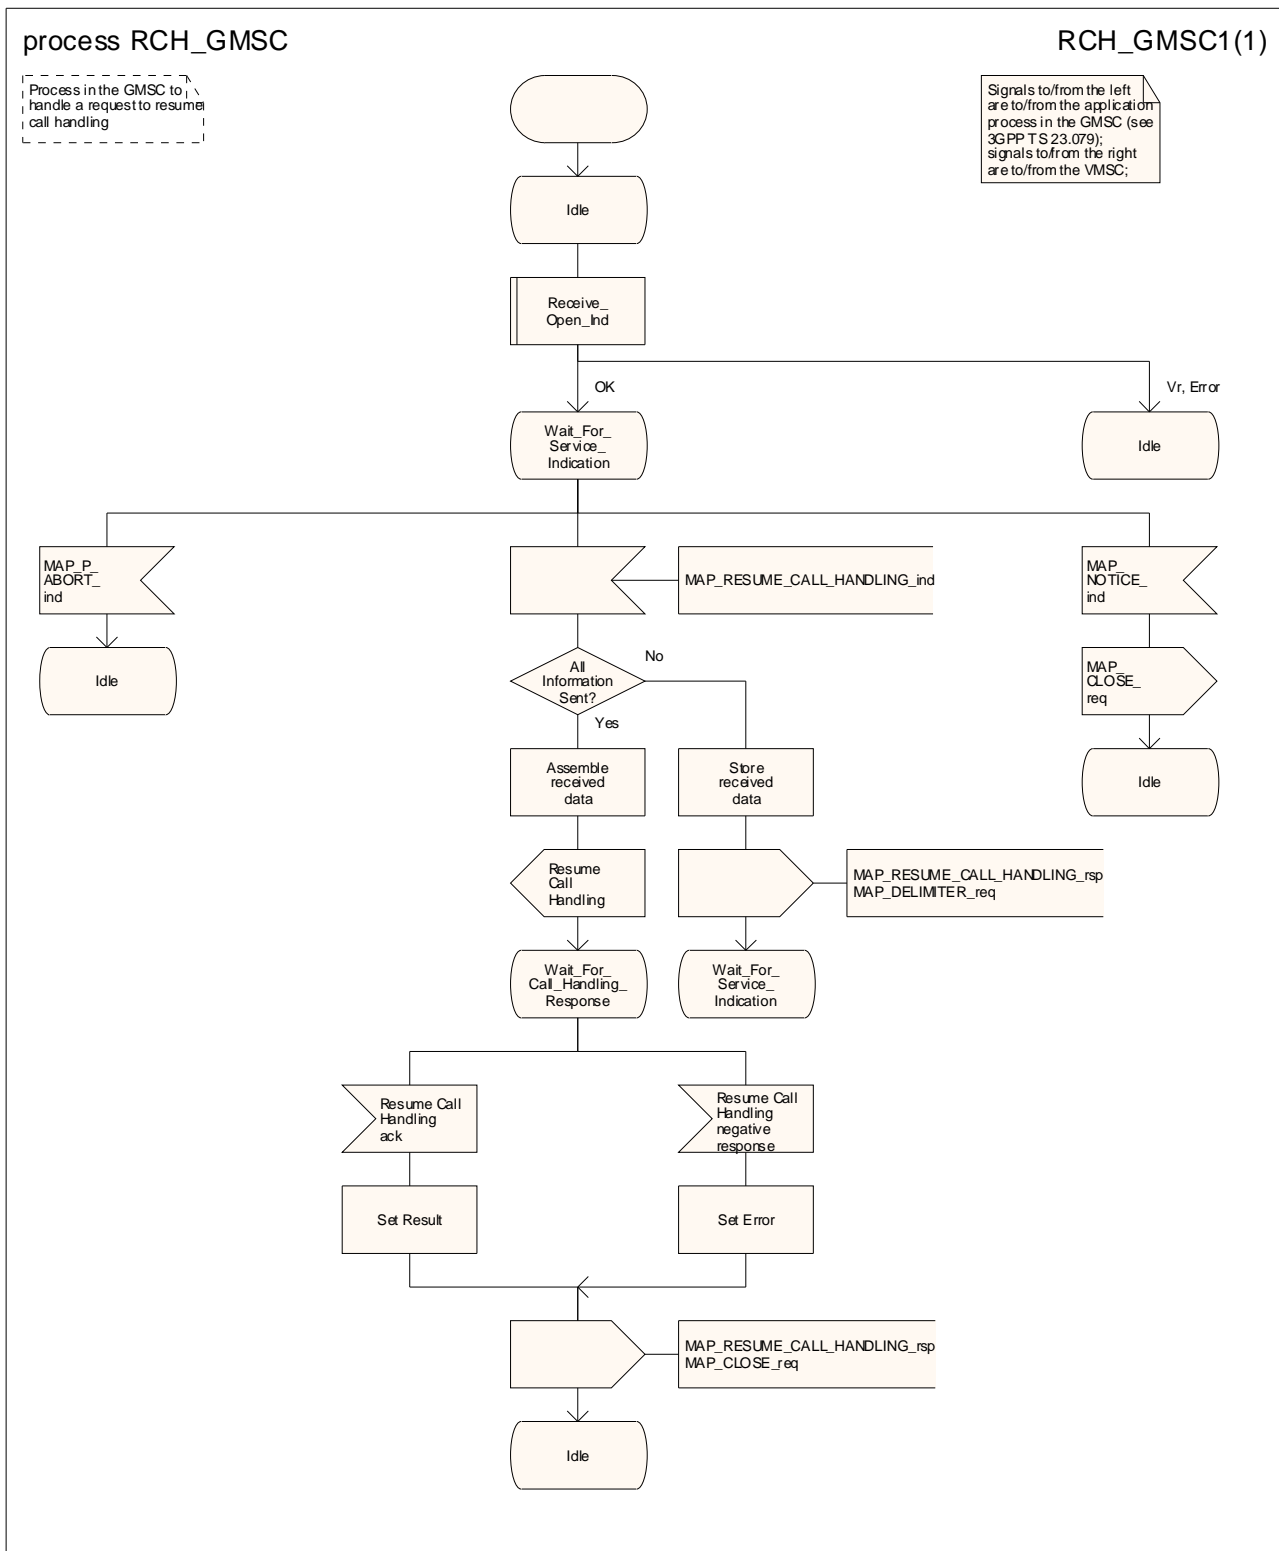 process RCH_GMSC
RCH_GMSC1(1)
Process in the GMSC to
handle a request to resume
call handling
Signals to/from the left
are to/from the application
process in the GMSC (see
3GPP TS 23.079);
signals to/from the right
are to/from the VMSC;
Idle
Receive_
Open_Ind
OK
Vr, Error
Wait_For_
Service_
Indication
Idle
MAP_P_
ABORT_
ind
MAP_RESUME_CALL_HANDLING_ind
MAP_
NOTICE_
ind
Idle
All
Information
Sent?
No
Yes
MAP_
CLOSE_
req
Assemble
received
data
Store
received
data
Idle
Resume
Call
Handling
MAP_RESUME_CALL_HANDLING_rsp
MAP_DELIMITER_req
Wait_For_
Call_Handling_
Response
Wait_For_
Service_
Indication
Resume Call
Handling
ack
Resume Call
Handling
negative
response
Set Result
Set Error
MAP_RESUME_CALL_HANDLING_rsp
MAP_CLOSE_req
Idle